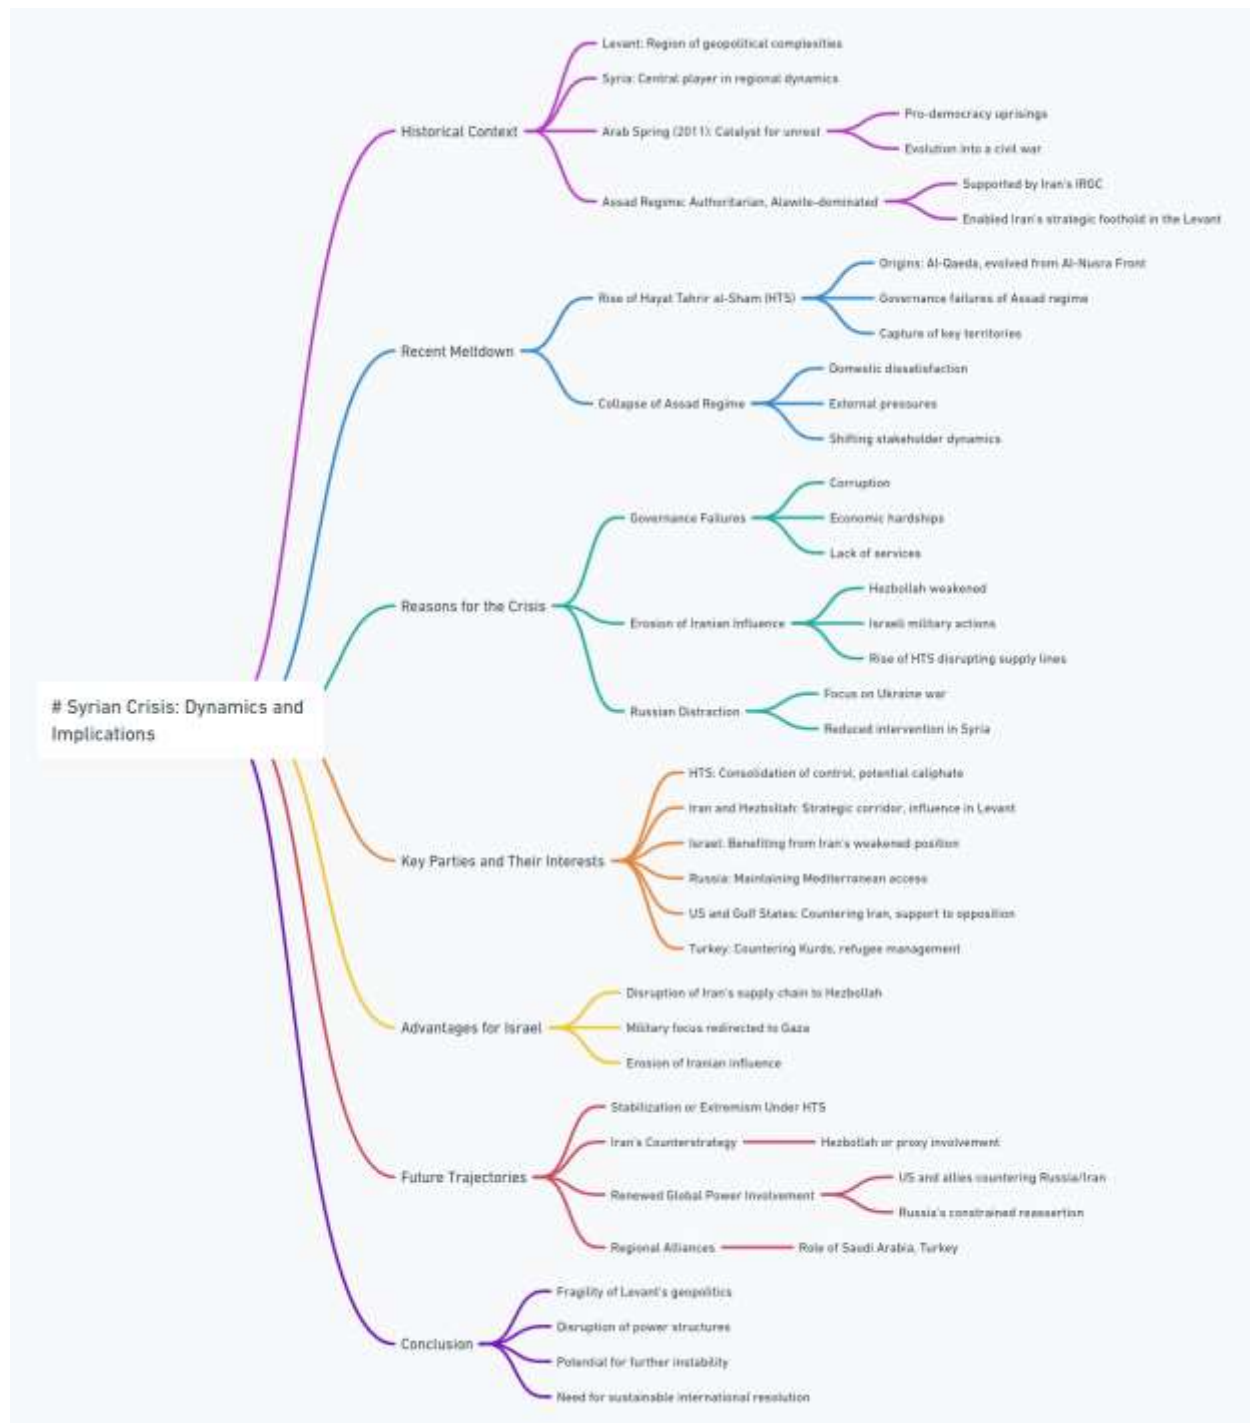 Levant: Region of geopolitical complexities
Syria: Central player in regional dynamics
Historical Context
Arab Spring (2011): Catalyst for unrest
Pro-democracy uprisings
Evolution into a civil war
Assad Regime: Authoritarian, Alawite-dominated
Supported by Iran's IRGC
Enabled Iran's strategic foothold in the Levant
Recent Meltdown
Rise of Hayat Tahrir al-Sham (HTS)
Origins: Al-Qaeda, evolved from Al-Nusra Front
Governance failures of Assad regime
Capture of key territories
Collapse of Assad Regime
Domestic dissatisfaction
External pressures
Shifting stakeholder dynamics
Reasons for the Crisis
Governance Failures
Corruption
Economic hardships
Lack of services
Erosion of Iranian Influence
Hezbollah weakened
Israeli military actions
Rise of HTS disrupting supply lines
Russian Distraction
Focus on Ukraine war
Reduced intervention in Syria
# Syrian Crisis: Dynamics and
Implications
Key Parties and Their Interests
HTS: Consolidation of control, potential caliphate
Iran and Hezbollah: Strategic corridor, influence in Levant
Israel: Benefiting from Iran's weakened position
Russia: Maintaining Mediterranean access
US and Gulf States: Countering Iran, support to opposition
Turkey: Countering Kurds, refugee management
Advantages for Israel
Disruption of Iran's supply chain to Hezbollah
Military focus redirected to Gaza
Erosion of Iranian influence
Future Trajectories
Stabilization or Extremism Under HTS
Iran's Counterstrategy
Hezbollah or proxy involvement
Renewed Global Power Involvement
US and allies countering Russia/Iran
Russia's constrained reassertion
Regional Alliances
Role of Saudi Arabia, Turkey
Conclusion
Fragility of Levant's geopolitics
Disruption of power structures
Potential for further instability
Need for sustainable international resolution